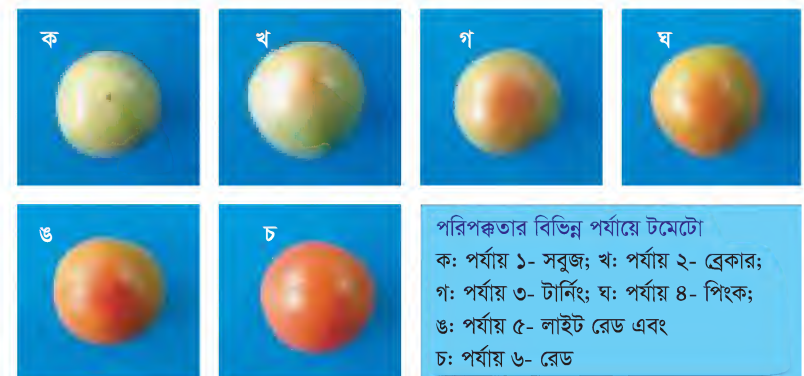 ক
খ
গ
ঘ
ঙ
চ
পরিপক্কতার বিভিন্ন পর্যায়ে টমেটো
ক: পর্যায় ১- সবুজ; খ: পর্যায় ২- ব্রেকার;
গ: পর্যায় ৩- টার্নিং; ঘ: পর্যায় ৪- পিংক;
ঙ: পর্যায় ৫- লাইট রেড এবং
চ: পর্যায় ৬- রেড